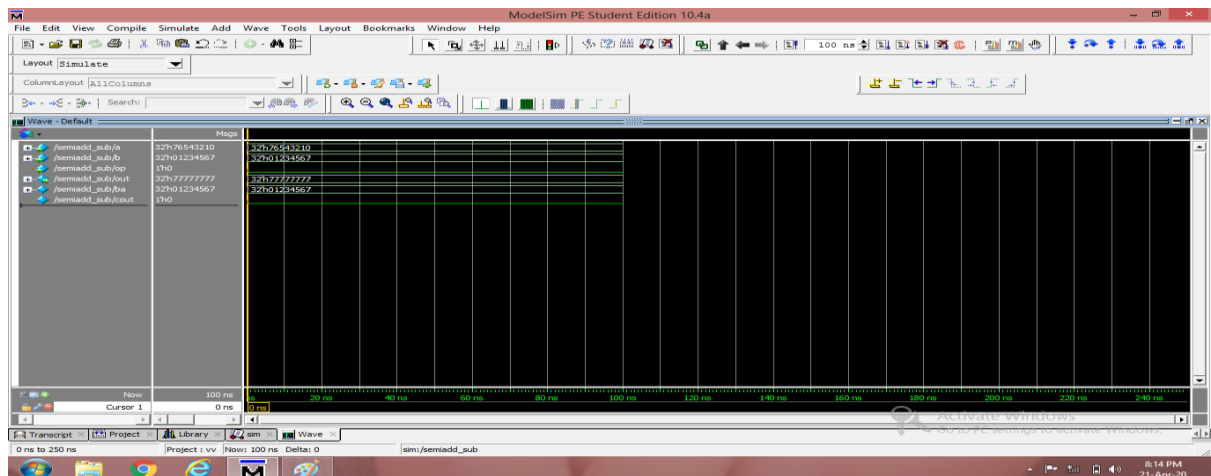 ModelSim PE Student Edition 10.4a
File Edit View Compile Simulate Add Wave Tools Layout Bookmarks Window Help
100 ns
Layout Simulate
ColumnLayout AllColumns
Search:
Wave - Default
Msgs
/semiadd_sub/a 32'h76543210 32'h76543210
/semiadd_sub/b 32'h01234567 32'h01234567
/semiadd_sub/op 1'h0
/semiadd_sub/out 32'h77777777 32'h77777777
/semiadd_sub/ba 32'h01234567 32'h01234567
/semiadd_sub/cout 1'h0
Now 100 ns 20 ns 40 ns 60 ns 80 ns 100 ns 120 ns 140 ns 160 ns 180 ns 200 ns 220 ns 240 ns
Cursor 1 0 ns 0 ns
Activate Windows
Go to PC settings to activate Windows.
Transcript Project Library sim Wave
0 ns to 250 ns Project : vv Now: 100 ns Delta: 0 sim:/semiadd_sub
8:14 PM
21-Apr-20